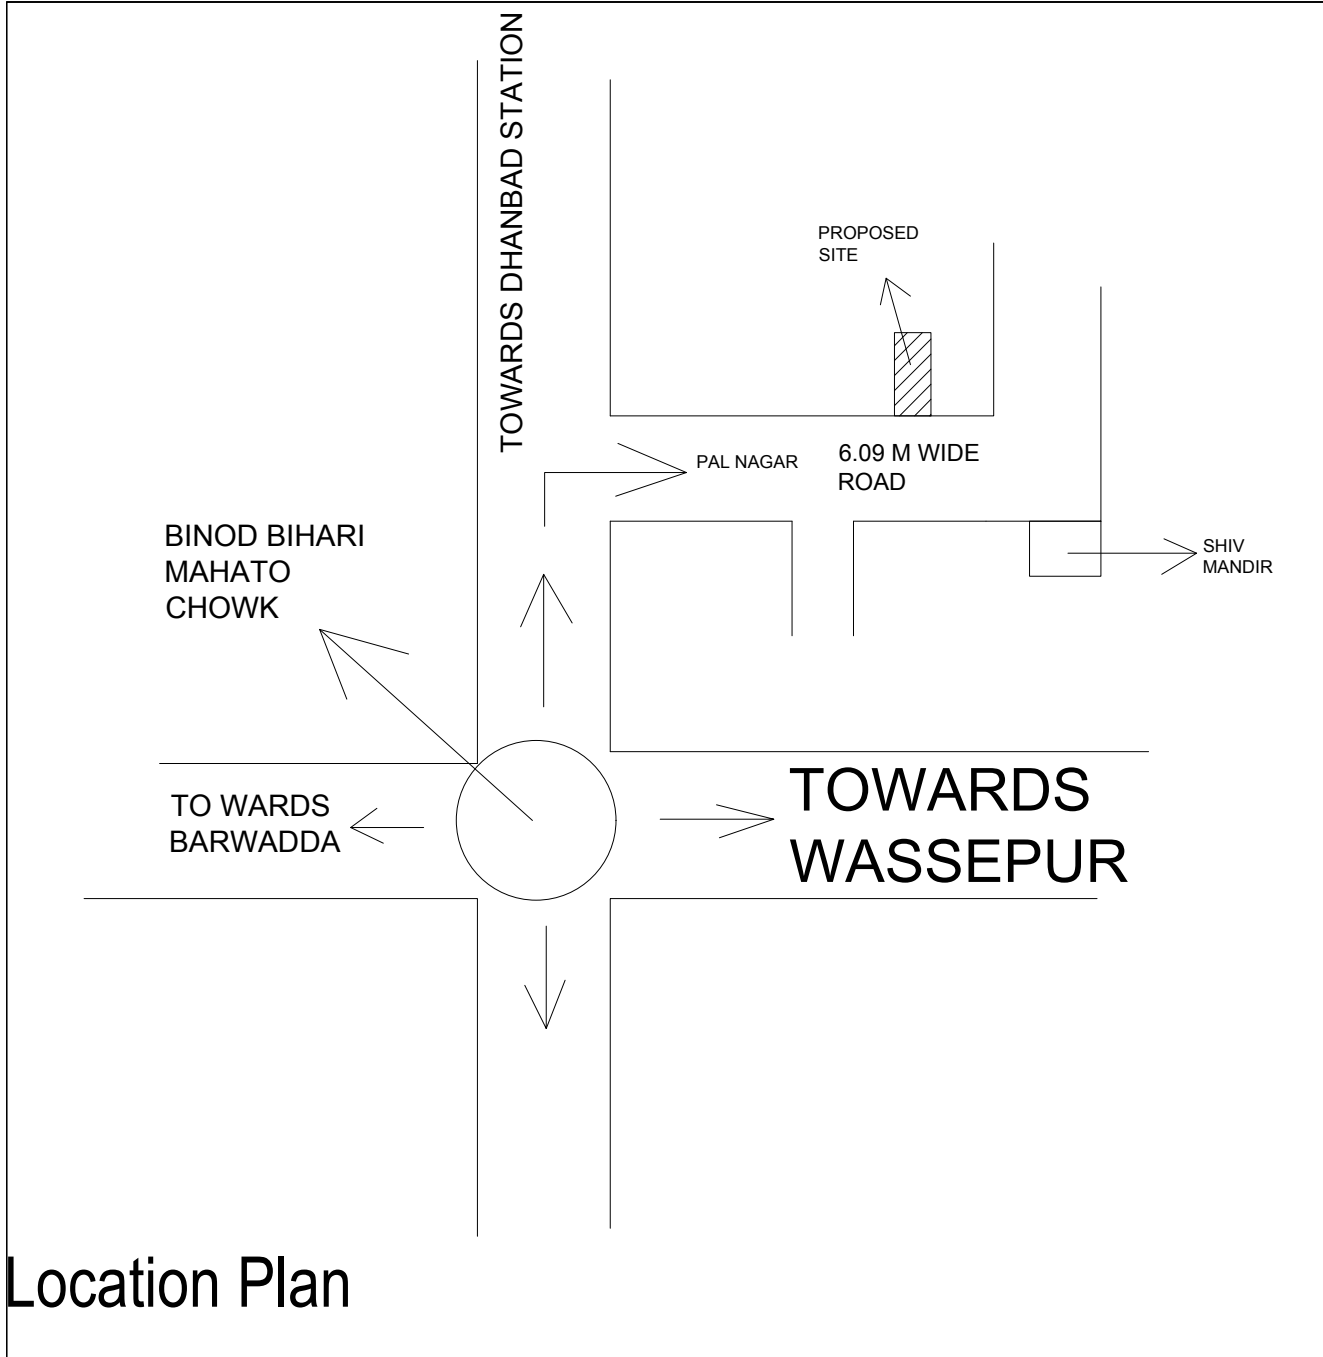 TOWARDS DHANBAD STATION
PROPOSED
SITE
PAL NAGAR
6.09 M WIDE
ROAD
BINOD BIHARI
MAHATO
CHOWK
SHIV
MANDIR
TO WARDS
BARWADDA
TOWARDS
WASSEPUR
Location Plan